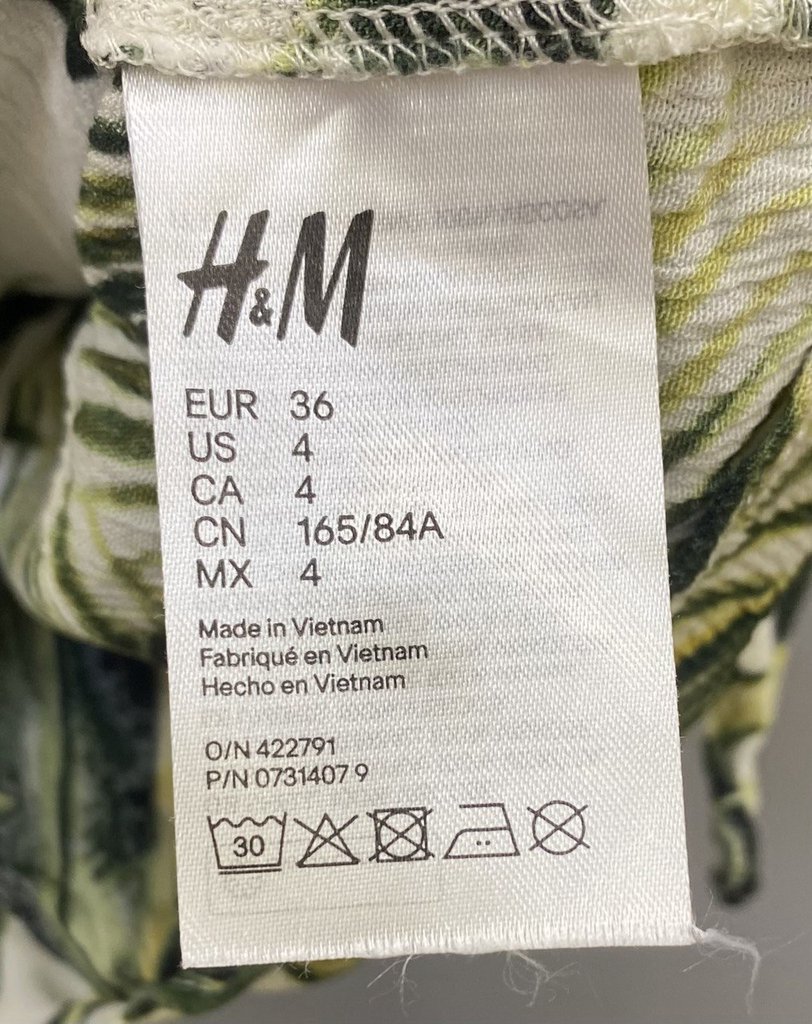 H&M
EUR 36
US 4
CA 4
CN 165/84A
MX 4
Made in Vietnam
Fabriqué en Vietnam
Hecho en Vietnam
O/N 422791
P/N 0731407 9
30